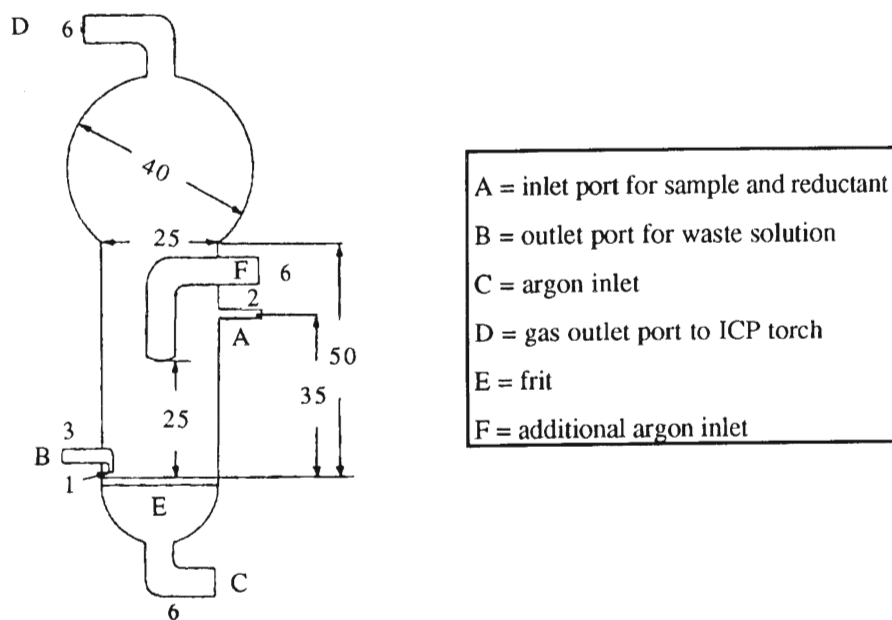 D 6
40
25
F 6
2
A
50
35
25
3
B
1
E
C
6
A = inlet port for sample and reductant
B = outlet port for waste solution
C = argon inlet
D = gas outlet port to ICP torch
E = frit
F = additional argon inlet